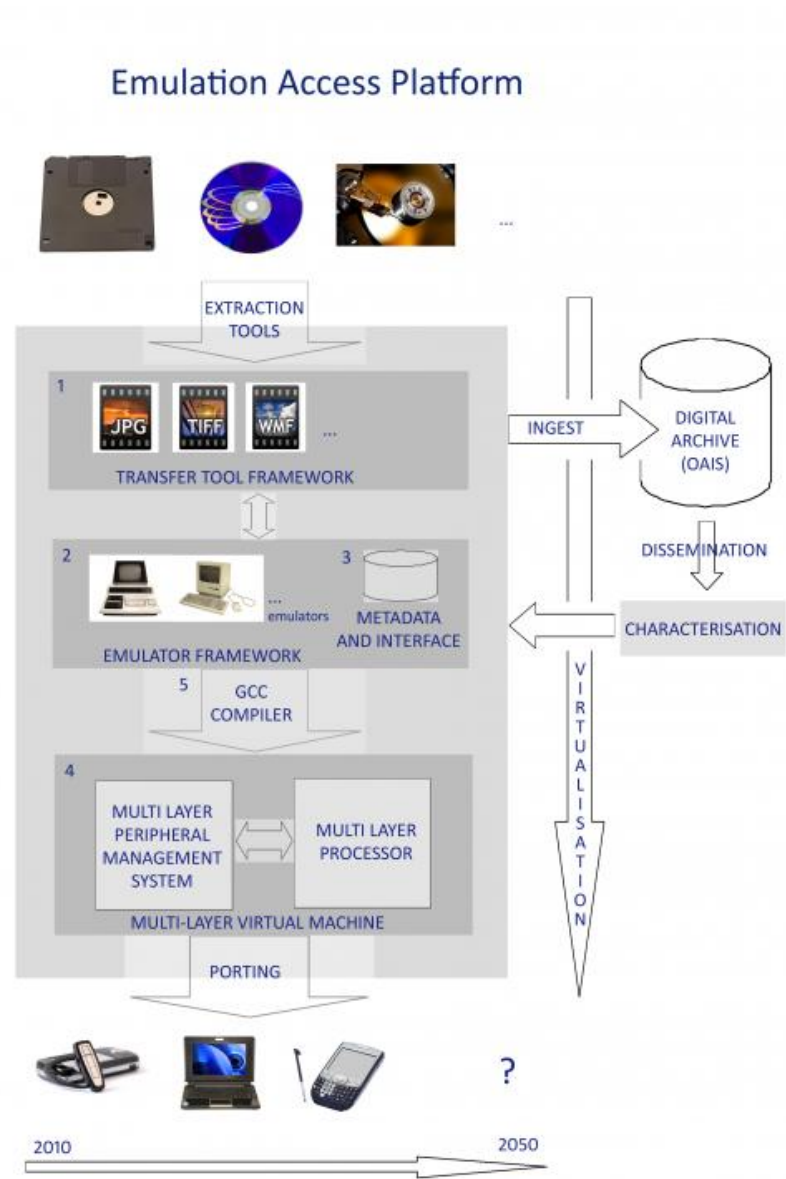 Emulation Access Platform
...
EXTRACTION
TOOLS
1
JPG
TIFF
WMF
...
TRANSFER TOOL FRAMEWORK
INGEST
DIGITAL
ARCHIVE
(OAIS)
DISSEMINATION
CHARACTERISATION
2
...
emulators
3
METADATA
AND INTERFACE
EMULATOR FRAMEWORK
5
GCC
COMPILER
VIRTUALISATION
4
MULTI LAYER
PERIPHERAL
MANAGEMENT
SYSTEM
MULTI LAYER
PROCESSOR
MULTI-LAYER VIRTUAL MACHINE
PORTING
?
2010
2050